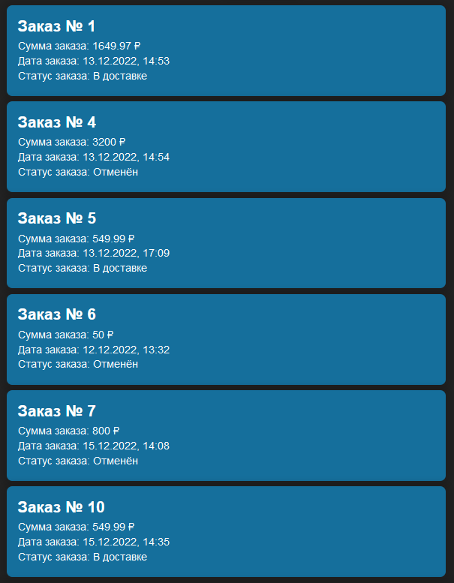 Заказ № 1
Сумма заказа: 1649.97 ₽
Дата заказа: 13.12.2022, 14:53
Статус заказа: В доставке
Заказ № 4
Сумма заказа: 3200 ₽
Дата заказа: 13.12.2022, 14:54
Статус заказа: Отменён
Заказ № 5
Сумма заказа: 549.99 ₽
Дата заказа: 13.12.2022, 17:09
Статус заказа: В доставке
Заказ № 6
Сумма заказа: 50 ₽
Дата заказа: 12.12.2022, 13:32
Статус заказа: Отменён
Заказ № 7
Сумма заказа: 800 ₽
Дата заказа: 15.12.2022, 14:08
Статус заказа: Отменён
Заказ № 10
Сумма заказа: 549.99 ₽
Дата заказа: 15.12.2022, 14:35
Статус заказа: В доставке